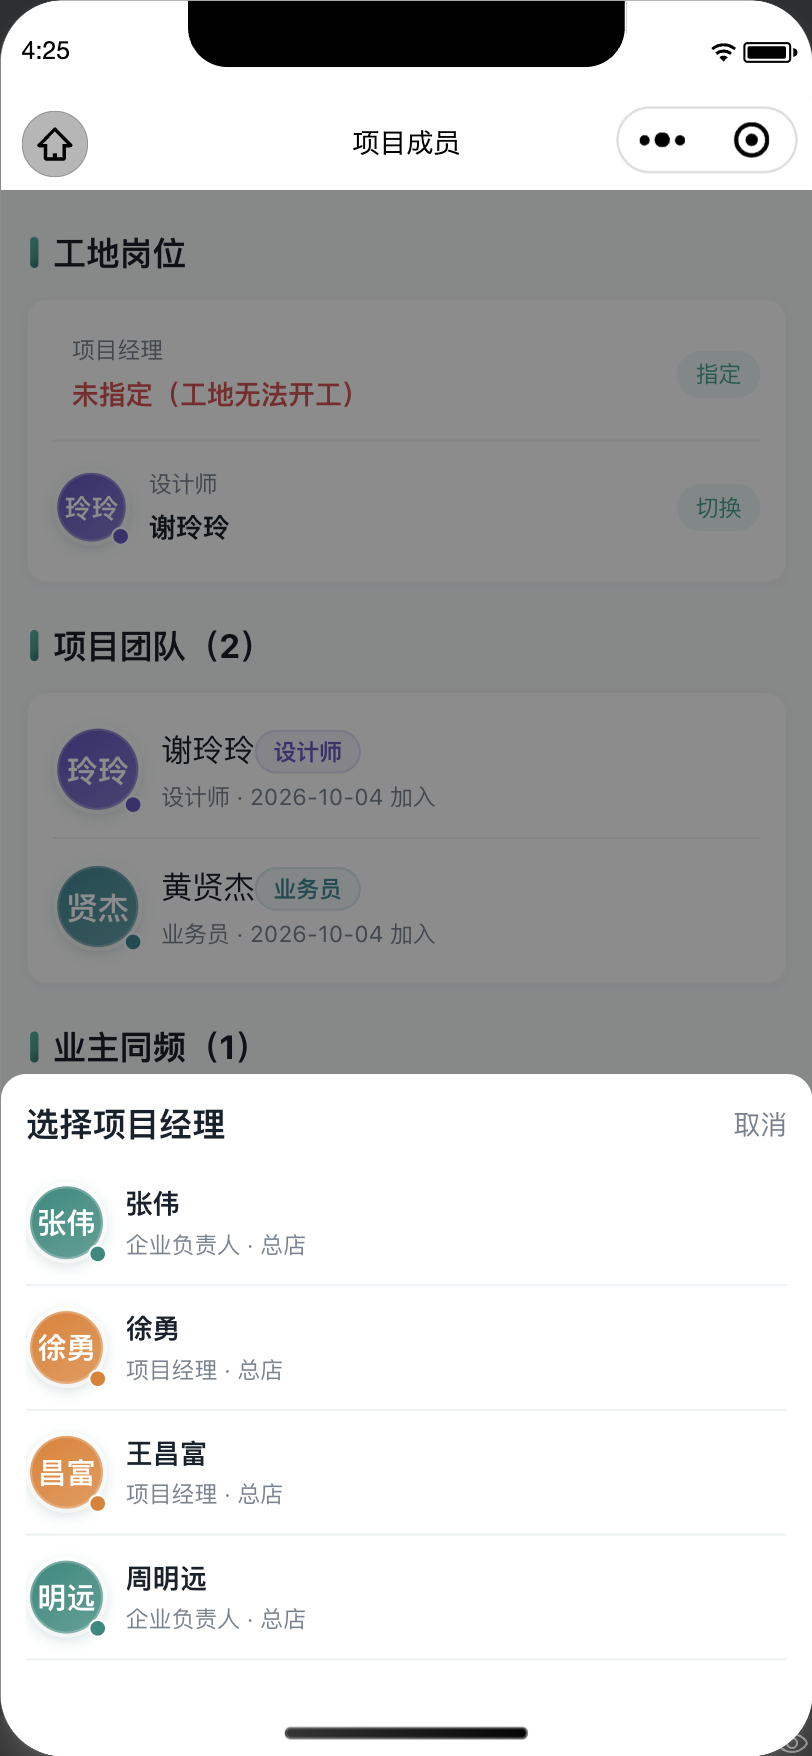 4:25
项目成员
工地岗位
项目经理
未指定（工地无法开工）
指定
玲玲
设计师
谢玲玲
切换
项目团队（2）
玲玲
谢玲玲 设计师
设计师 · 2026-10-04 加入
贤杰
黄贤杰 业务员
业务员 · 2026-10-04 加入
业主同频（1）
选择项目经理
取消
张伟
张伟
企业负责人 · 总店
徐勇
徐勇
项目经理 · 总店
昌富
王昌富
项目经理 · 总店
明远
周明远
企业负责人 · 总店